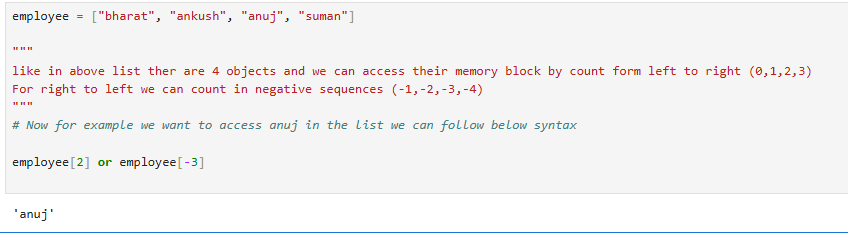 employee = ["bharat", "ankush", "anuj", "suman"]
"""
like in above list ther are 4 objects and we can access their memory block by count form left to right (0,1,2,3)
For right to left we can count in negative sequences (-1,-2,-3,-4)
"""
# Now for example we want to access anuj in the list we can follow below syntax
employee[2] or employee[-3]
'anuj'